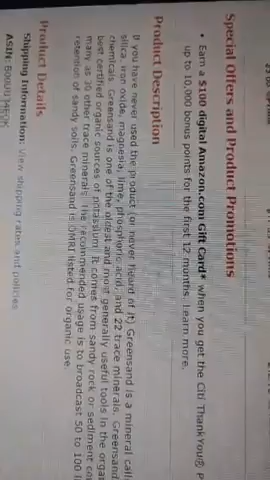 Special Offers and Product Promotions
• Earn a $100 digital Amazon.com Gift Card* when you get the Citi ThankYou® P
up to 10,000 bonus points for the first 12 months. Learn more.
Product Description
If you have never used the product (or never heard of it) Greensand is a mineral call
silica, iron oxide, magnesia, lime, phosphoric acid, and 22 trace minerals. Greensand
chemicals. Greensand is one of the oldest and most generally useful tools in the organ
best certified organic sources of potassium. It comes from sandy rock or sediment co
many as 30 other trace minerals. The recommended usage is to broadcast 50 to 100 l
retention of sandy soils. Greensand is OMRI listed for organic use.
Product Details
Shipping Information: View shipping rates and policies
ASIN: